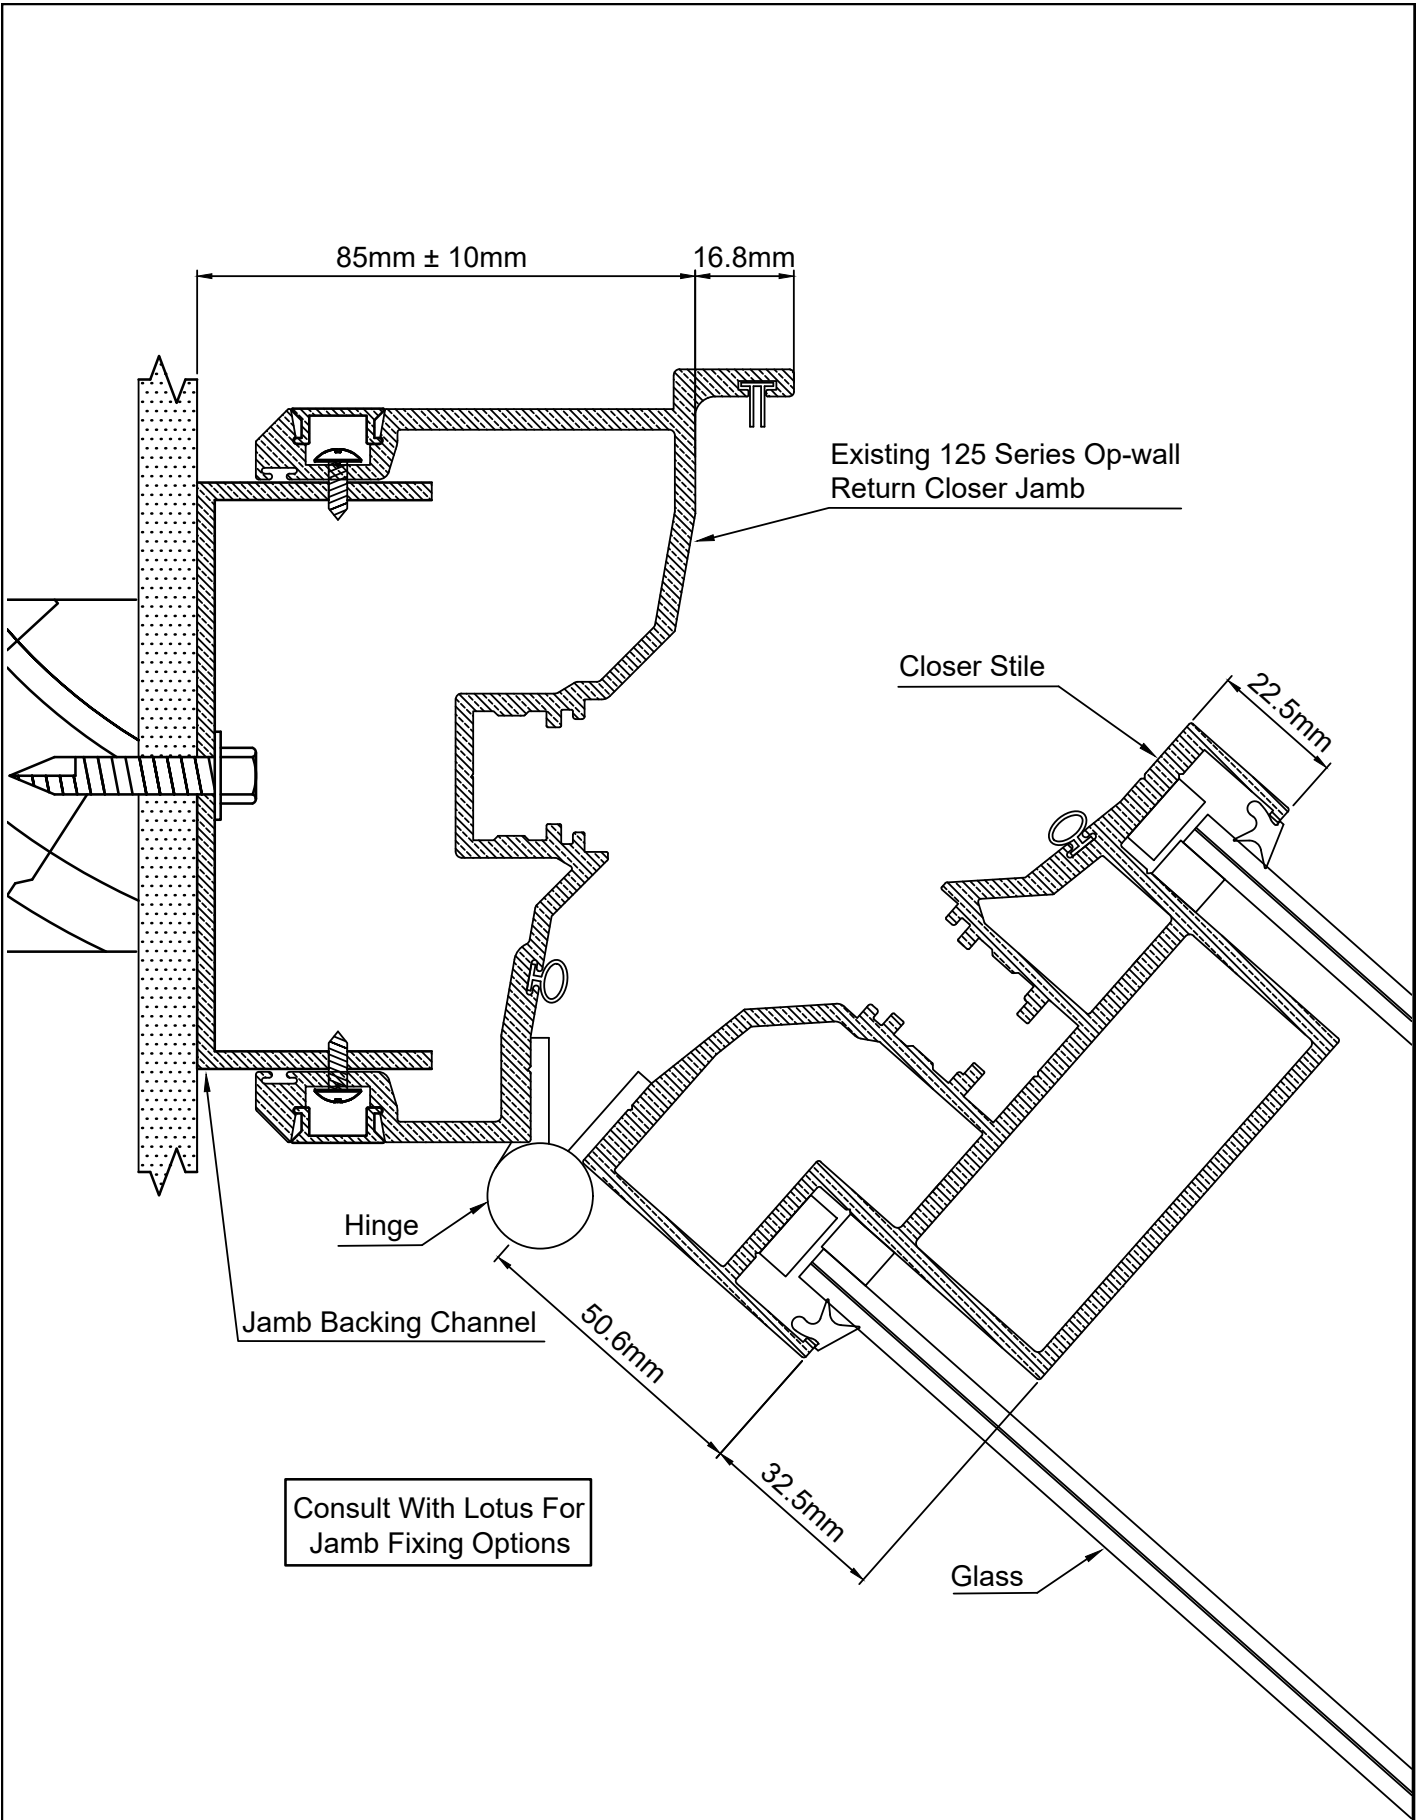 85mm ± 10mm
16.8mm
Existing 125 Series Op-wall
Return Closer Jamb
Closer Stile
22.5mm
Hinge
Jamb Backing Channel
50.6mm
32.5mm
Consult With Lotus For
Jamb Fixing Options
Glass